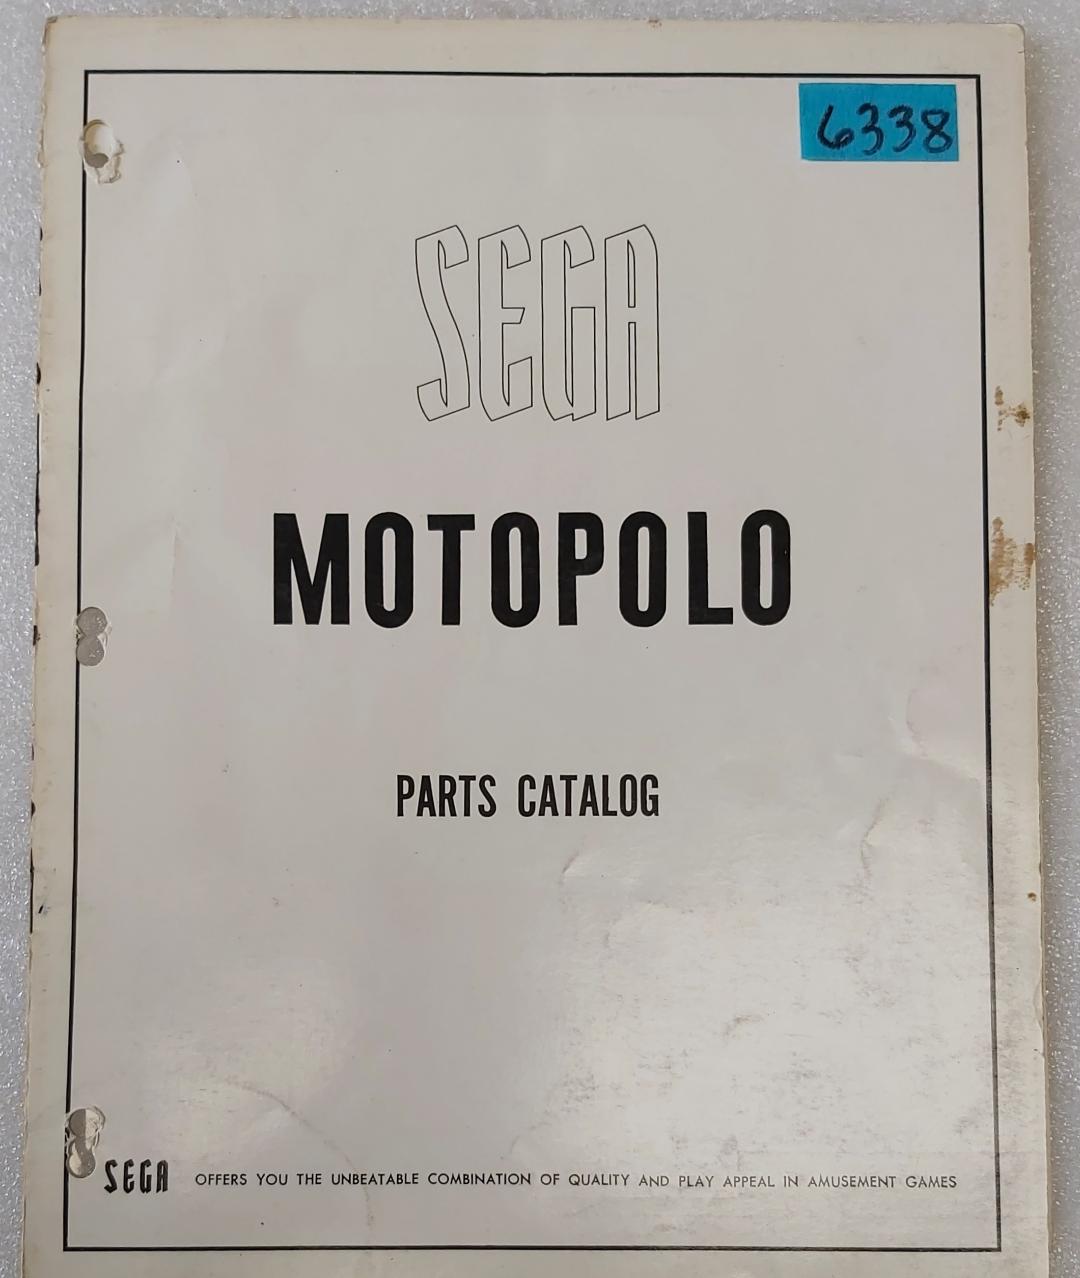 6338
SEGA
MOTOPOLO
PARTS CATALOG
SEGA OFFERS YOU THE UNBEATABLE COMBINATION OF QUALITY AND PLAY APPEAL IN AMUSEMENT GAMES